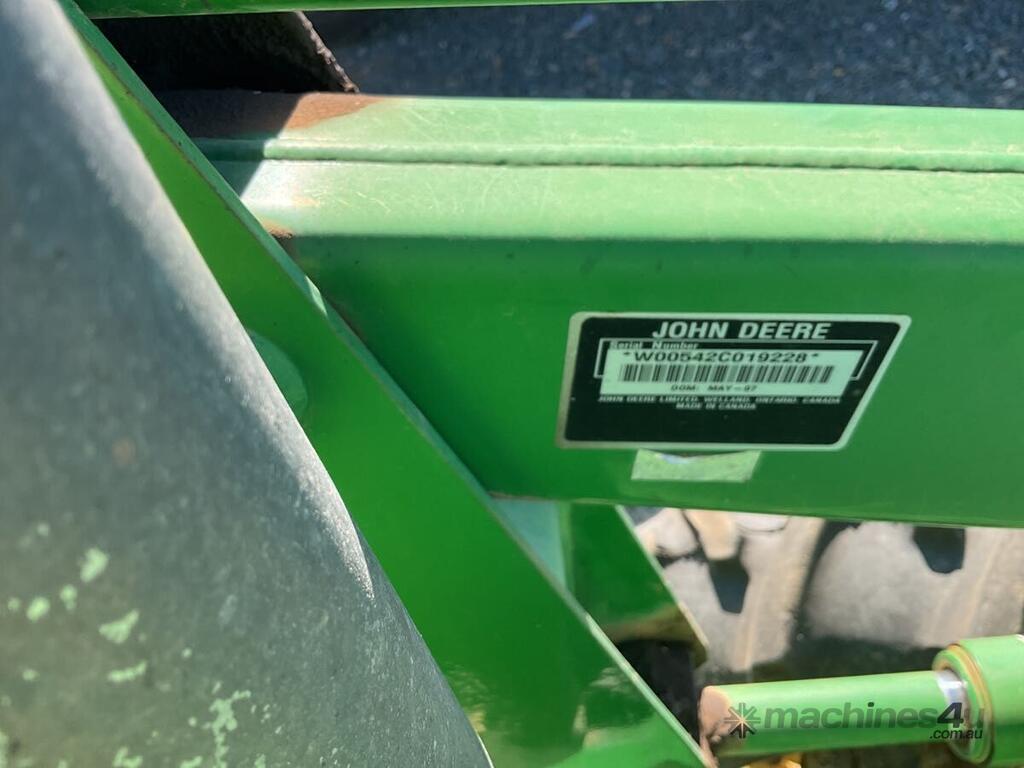 JOHN DEERE
Serial Number
*W00542C019228*
DOM: MAY-97
JOHN DEERE LIMITED, WELLAND, ONTARIO, CANADA
MADE IN CANADA
machines4u
.com.au